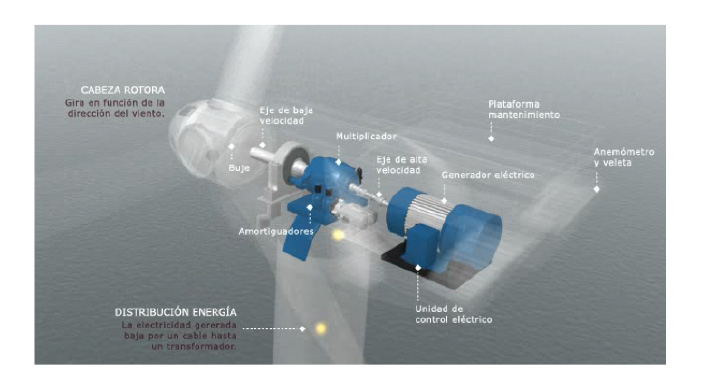 CABEZA ROTORA
Gira en función de la
dirección del viento.
Eje de baja
velocidad
Buje
Multiplicador
Eje de alta
velocidad
Plataforma
mantenimiento
Anemómetro
y veleta
Generador eléctrico
Amortiguadores
Unidad de
control eléctrico
DISTRIBUCIÓN ENERGÍA
La electricidad gererada
baja por un cable hasta
un transformador.